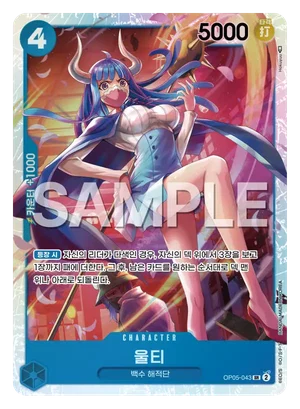 4
5000
타격
打
카운터 +1000
SAMPLE
등장 시 자신의 리더가 다색인 경우, 자신의 덱 위에서 3장을 보고
1장까지 패에 더한다. 그 후, 남은 카드를 원하는 순서대로 덱 맨
위나 아래로 되돌린다.
CHARACTER
울티
백수 해적단
OP05-043 2